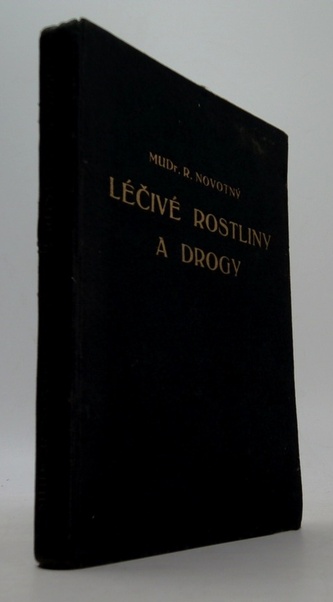 MUDr. R. NOVOTNÝ
LÉČIVÉ ROSTLINY
A DROGY